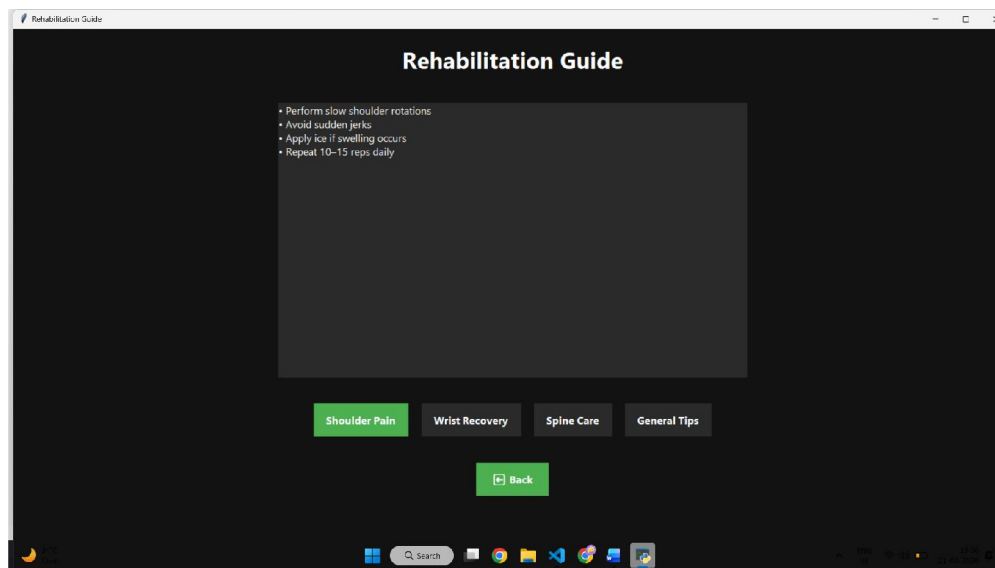 Rehabilitation Guide
Rehabilitation Guide
• Perform slow shoulder rotations
• Avoid sudden jerks
• Apply ice if swelling occurs
• Repeat 10–15 reps daily
Shoulder Pain Wrist Recovery Spine Care General Tips
Back
Search